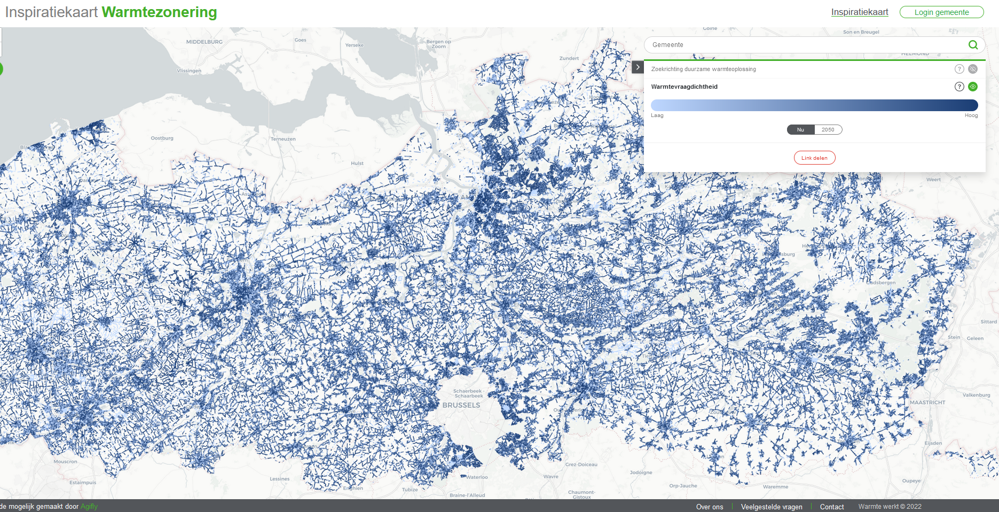 Inspiratiekaart Warmtezonering
Inspiratiekaart
Login gemeente
Gemeente
Zoekrichting duurzame warmteoplossing
?
Warmtevraagdichtheid
?
Laag
Hoog
Nu
2050
Link delen
MIDDELBURG
Goes
Yerseke
Bergen op
Zoom
Vlissingen
Zundert
Goirle
Son en Breugel
HELMOND
Oostburg
Terneuzen
Hulst
Weert
Sittard
Stein
Geleen
Schaerbeek -
Schaarbeek
BRUSSELS
MAASTRICHT
Valkenburg
Eijsden
Mouscron
Estaimpuis
Lessines
Enghien
Tubize
Waterloo
Braine-l'Alleud
Wavre
Grez-Doiceau
Chaumont-
Gistoux
Jodoigne
Orp-Jauche
Waremme
Oupeye
de mogelijk gemaakt door Agifly
Over ons
Veelgestelde vragen
Contact
Warmte werkt © 2022